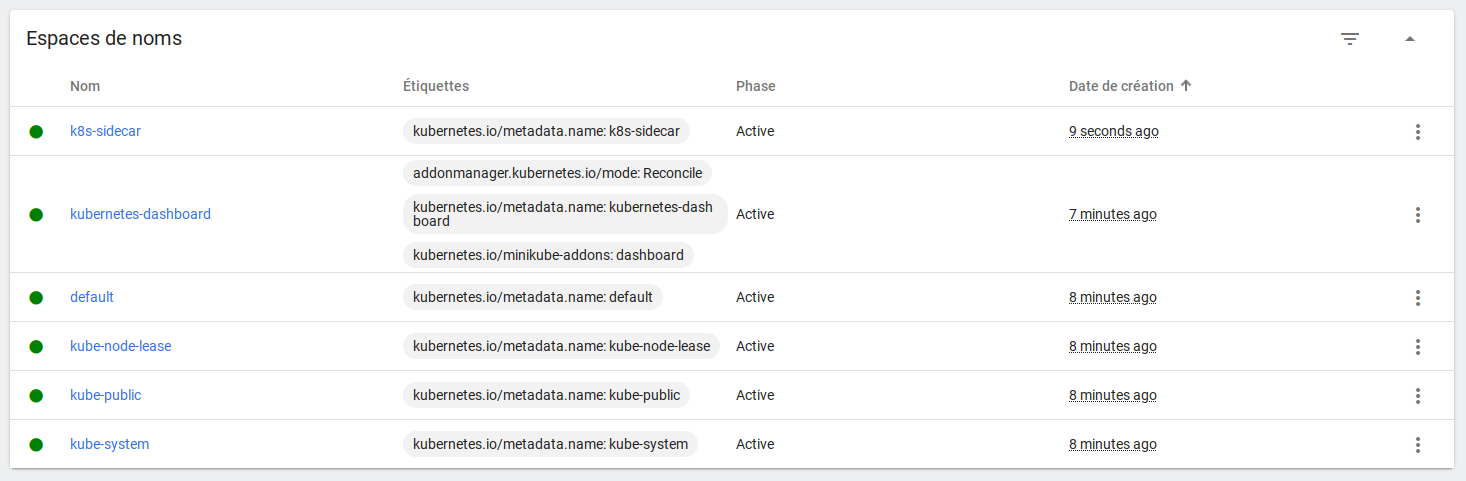 Espaces de noms
Nom Étiquettes Phase Date de création
k8s-sidecar kubernetes.io/metadata.name: k8s-sidecar Active 9 seconds ago
addonmanager.kubernetes.io/mode: Reconcile
kubernetes-dashboard kubernetes.io/metadata.name: kubernetes-dash
board Active 7 minutes ago
kubernetes.io/minikube-addons: dashboard
default kubernetes.io/metadata.name: default Active 8 minutes ago
kube-node-lease kubernetes.io/metadata.name: kube-node-lease Active 8 minutes ago
kube-public kubernetes.io/metadata.name: kube-public Active 8 minutes ago
kube-system kubernetes.io/metadata.name: kube-system Active 8 minutes ago